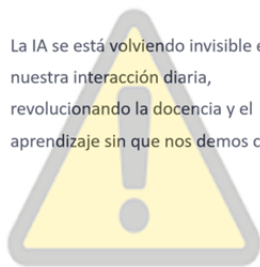 La IA se está volviendo invisible e
nuestra interacción diaria,
revolucionando la docencia y el
aprendizaje sin que nos demos c